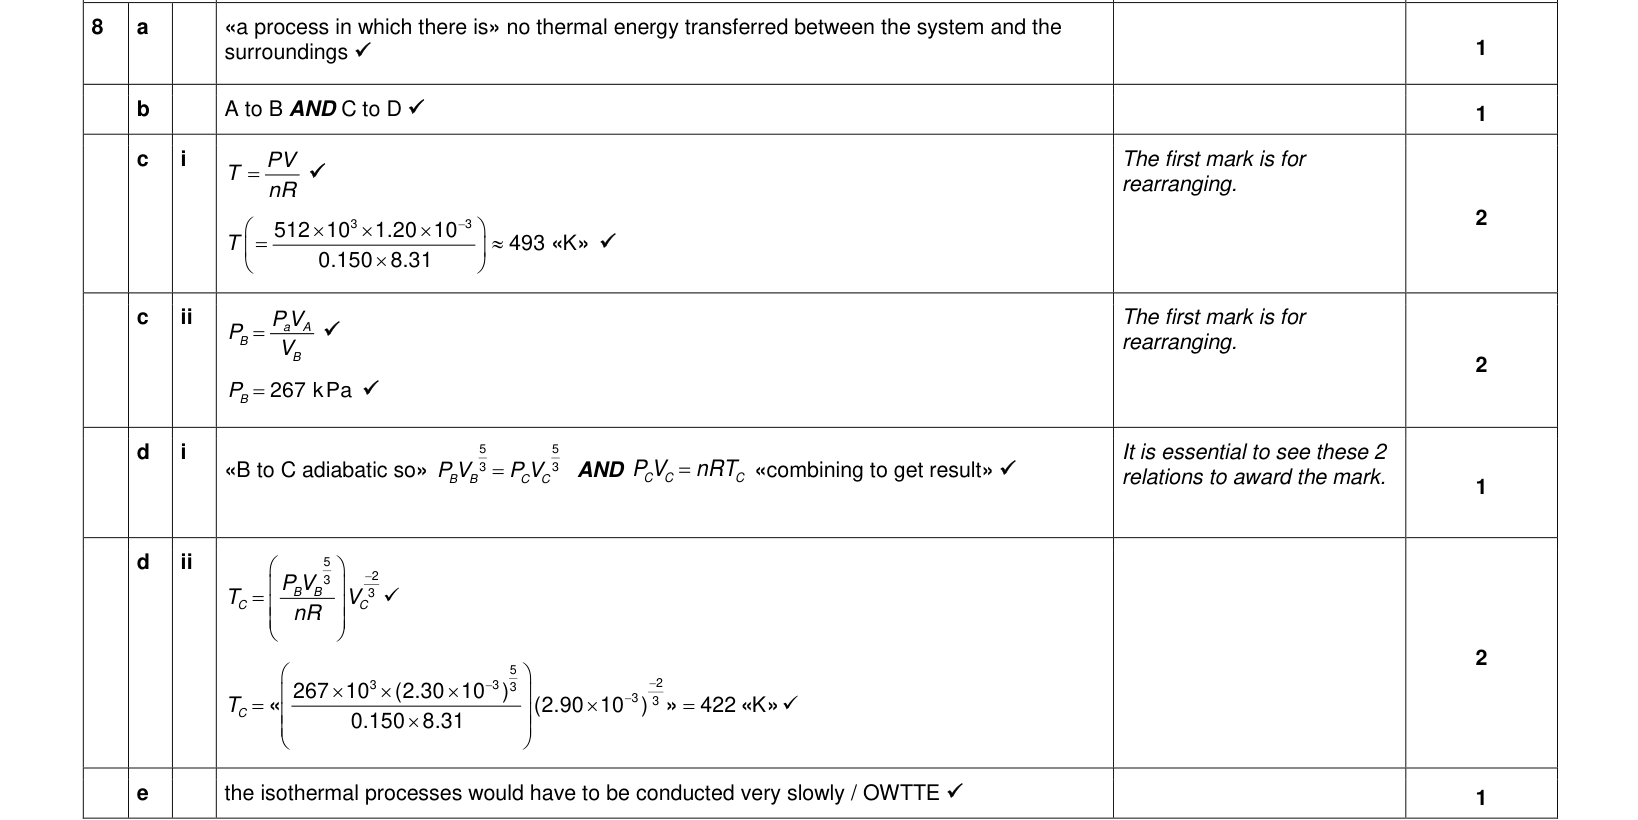 8 a «a process in which there is» no thermal energy transferred between the system and the
surroundings ✓ 1
b A to B AND C to D ✓ 1
c i T = PV/nR ✓ The first mark is for
rearranging.
T(= 512×10³×1.20×10⁻³/0.150×8.31) ≈ 493 «K» ✓ 2
c ii P_B = P_aV_A/V_B ✓ The first mark is for
rearranging.
P_B = 267 kPa ✓ 2
d i «B to C adiabatic so» P_BV_B^(5/3) = P_CV_C^(5/3) AND P_CV_C = nRT_C «combining to get result» ✓ It is essential to see these 2
relations to award the mark. 1
d ii T_C = (P_BV_B^(5/3)/nR) V_C^(-2/3) ✓ 2
T_C = «(267×10³×(2.30×10⁻³)^(5/3)/0.150×8.31)(2.90×10⁻³)^(-2/3)» = 422 «K» ✓
e the isothermal processes would have to be conducted very slowly / OWTTE ✓ 1